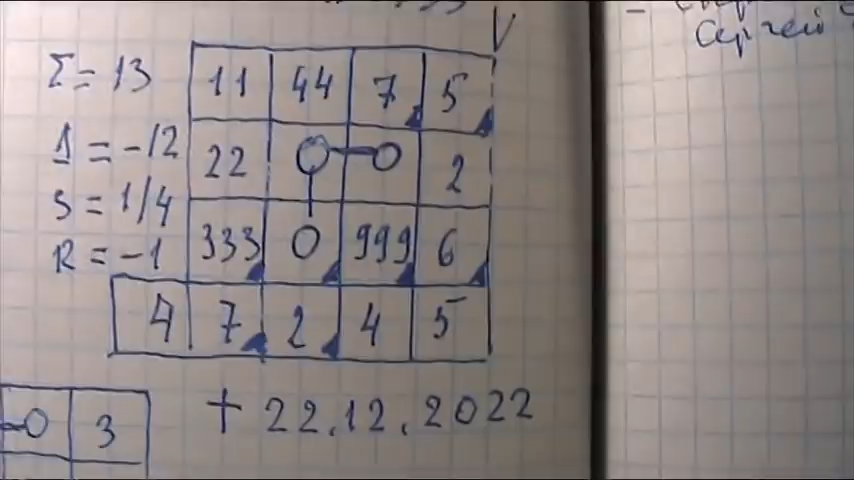 V
Сергей
Σ = 13 11 44 7 5
1 = -12 22 0 0 2
S = 1/4
R = -1 333 0 999 6
4 7 2 4 5
0 3 † 22.12.2022